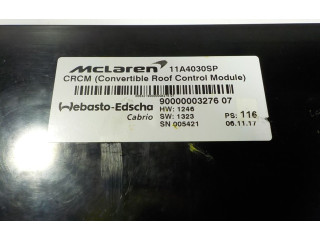 McLaren 11A4030SP
CRCM (Convertible Roof Control Module)
Webasto-Edscha 90000003276 07
Cabrio HW: 1246
SW: 1323 PS: 116
SN 005421 06.11.17